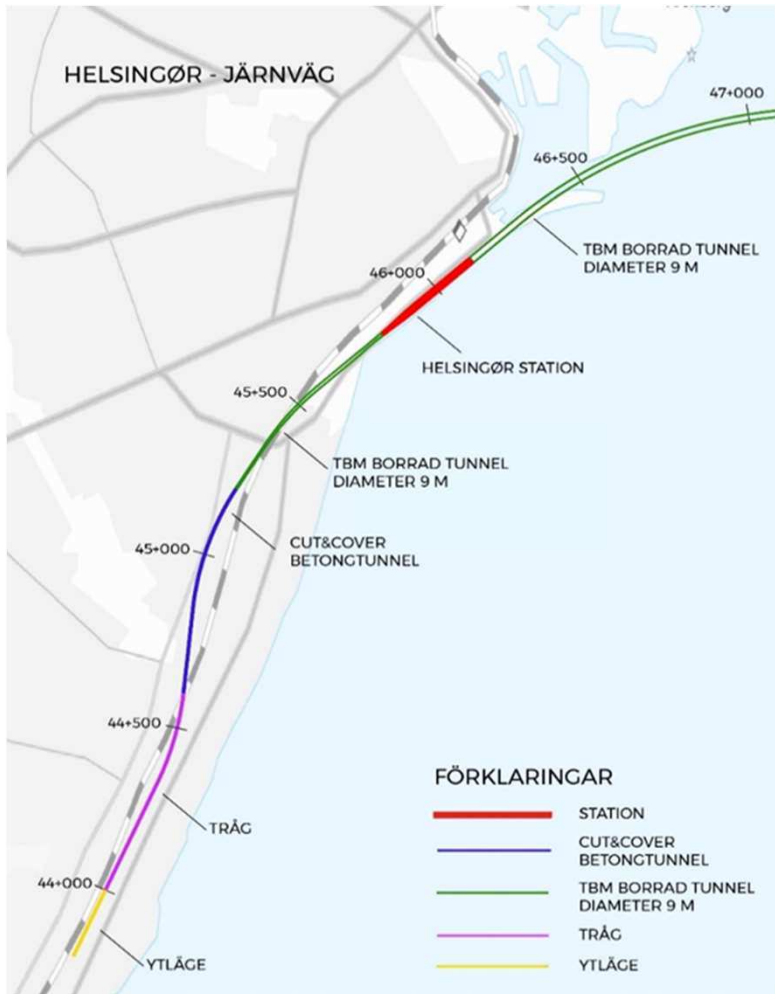 HELSINGØR - JÄRNVÄG
47+000
46+500
TBM BORRAD TUNNEL
DIAMETER 9 M
46+000
HELSINGØR STATION
45+500
TBM BORRAD TUNNEL
DIAMETER 9 M
45+000
CUT&COVER
BETONGTUNNEL
44+500
TRÅG
44+000
YTLÄGE
FÖRKLARINGAR
STATION
CUT&COVER
BETONGTUNNEL
TBM BORRAD TUNNEL
DIAMETER 9 M
TRÅG
YTLÄGE